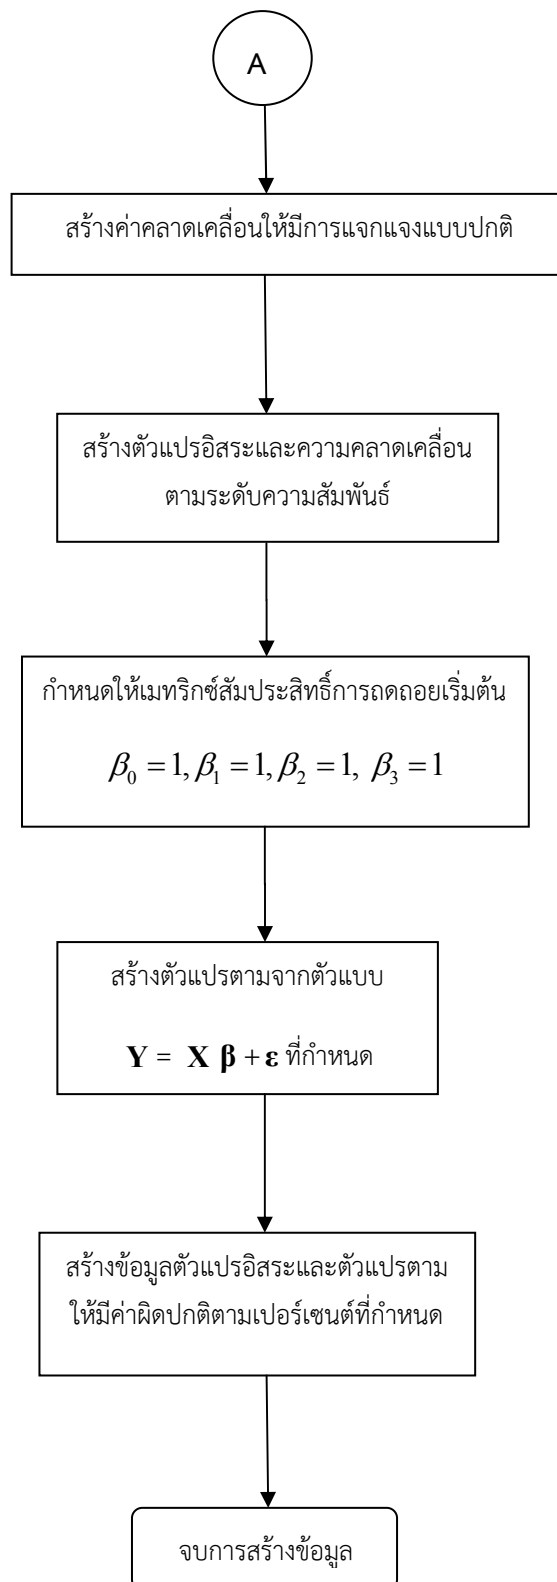 A
สร้างค่าคลาดเคลื่อนให้มีการแจกแจงแบบปกติ
สร้างตัวแปรอิสระและความคลาดเคลื่อน
ตามระดับความสัมพันธ์
กำหนดให้เมทริกซ์สัมประสิทธิ์การถดถอยเริ่มต้น
β₀ = 1, β₁ = 1, β₂ = 1, β₃ = 1
สร้างตัวแปรตามจากตัวแบบ
Y = X β + ε ที่กำหนด
สร้างข้อมูลตัวแปรอิสระและตัวแปรตาม
ให้มีค่าผิดปกติตามเปอร์เซนต์ที่กำหนด
จบการสร้างข้อมูล